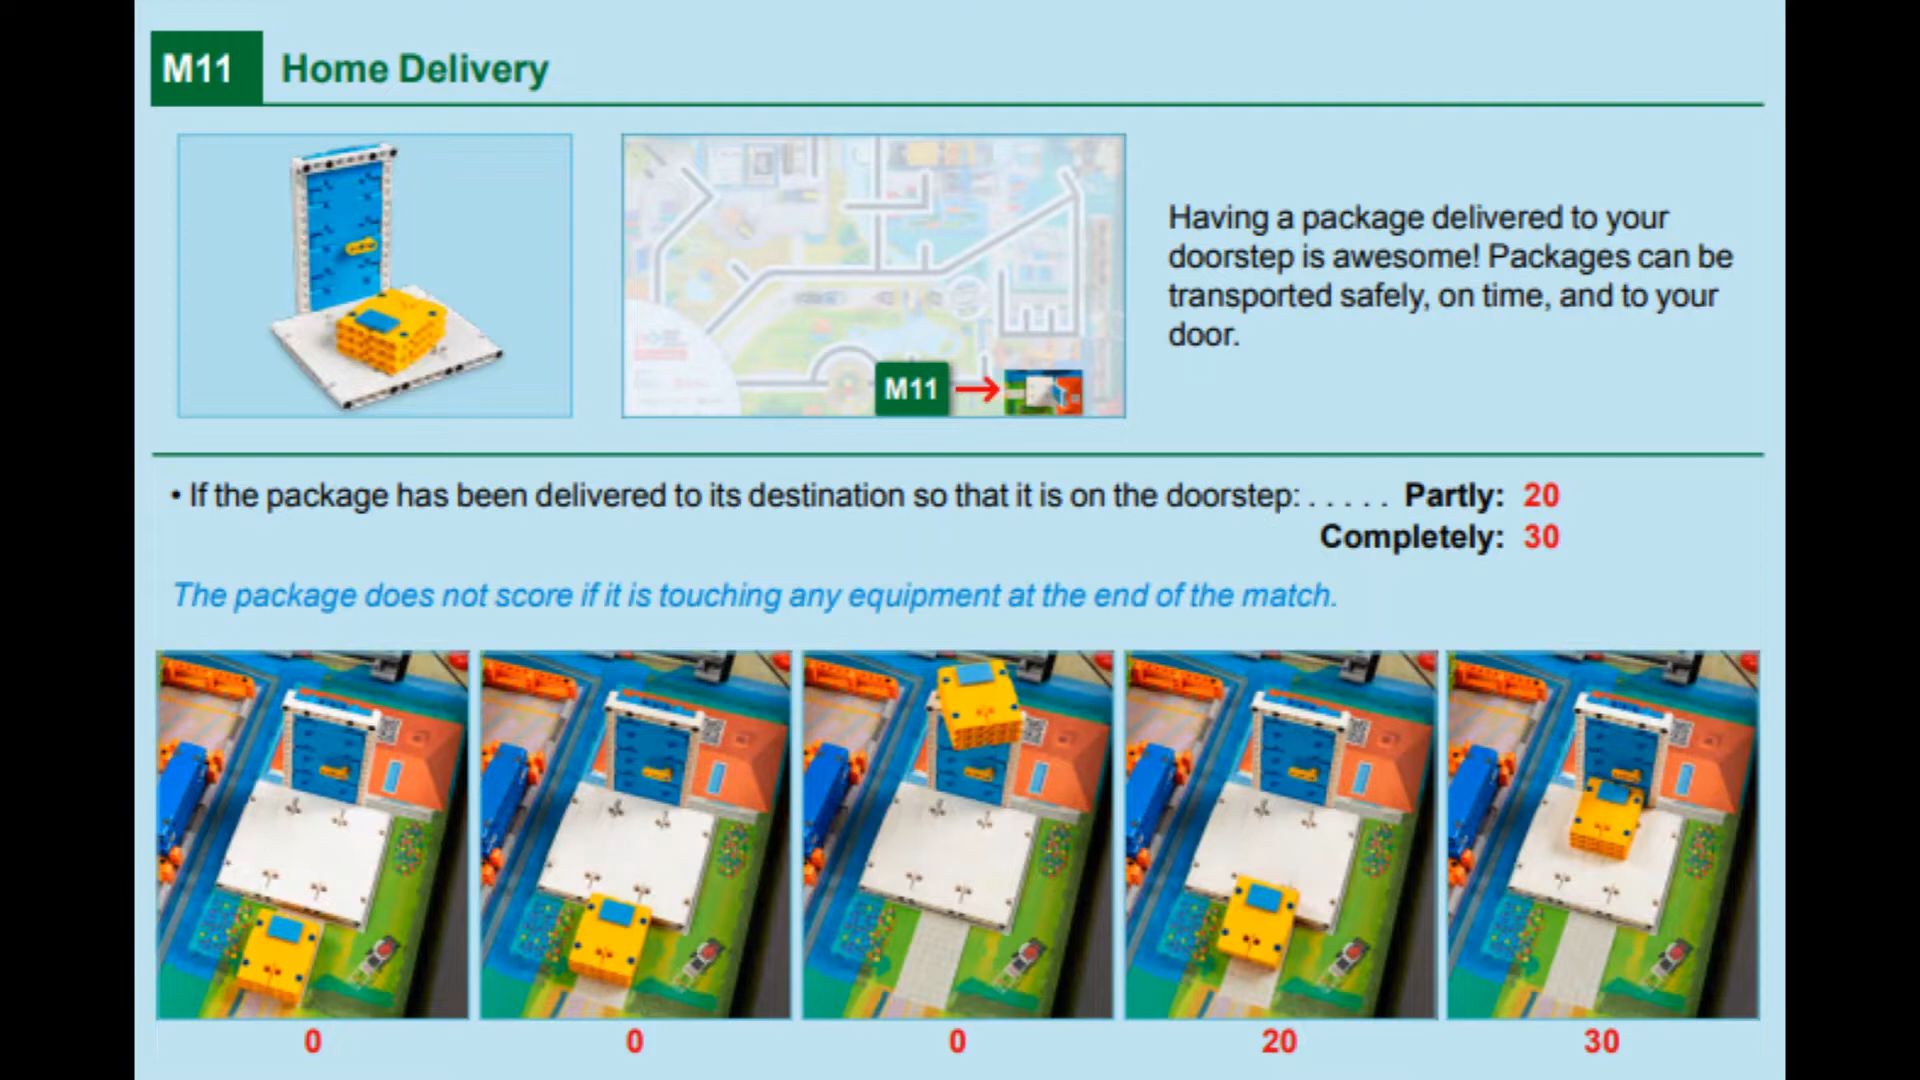 M11 Home Delivery
Having a package delivered to your
doorstep is awesome! Packages can be
transported safely, on time, and to your
door.
M11
• If the package has been delivered to its destination so that it is on the doorstep: . . . . . Partly: 20
Completely: 30
The package does not score if it is touching any equipment at the end of the match.
0 0 0 20 30